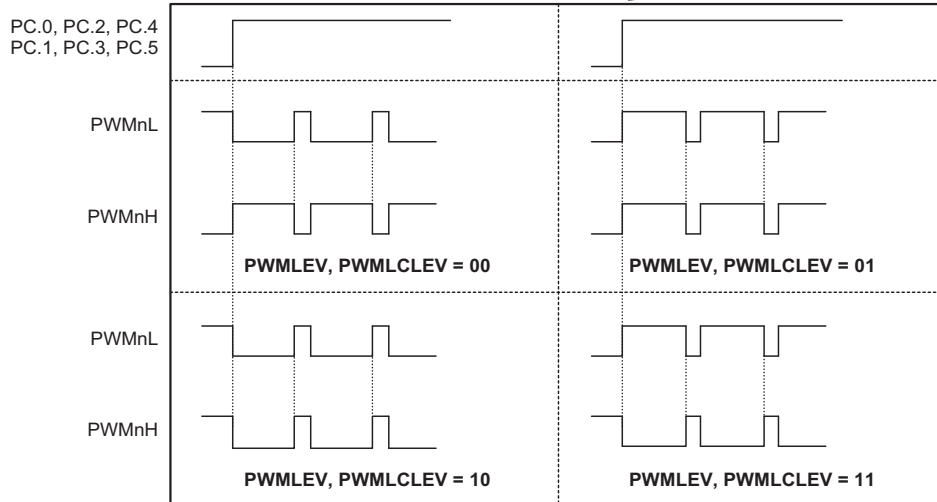 PC.0, PC.2, PC.4
PC.1, PC.3, PC.5
PWMnL
PWMnH
PWMLEV, PWMLCLEV = 00
PWMLEV, PWMLCLEV = 01
PWMnL
PWMnH
PWMLEV, PWMLCLEV = 10
PWMLEV, PWMLCLEV = 11